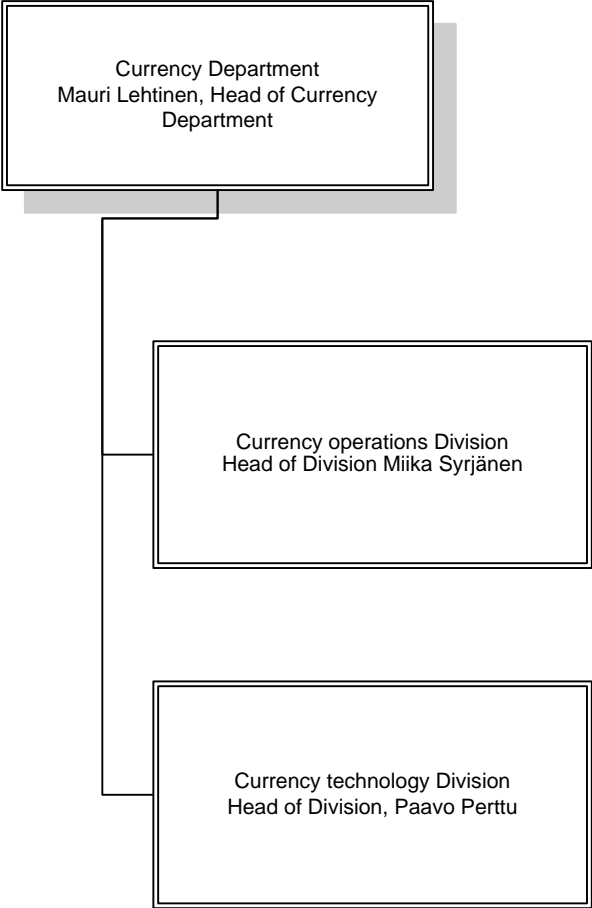 Currency Department
Mauri Lehtinen, Head of Currency
Department
Currency operations Division
Head of Division Miika Syrjänen
Currency technology Division
Head of Division, Paavo Perttu